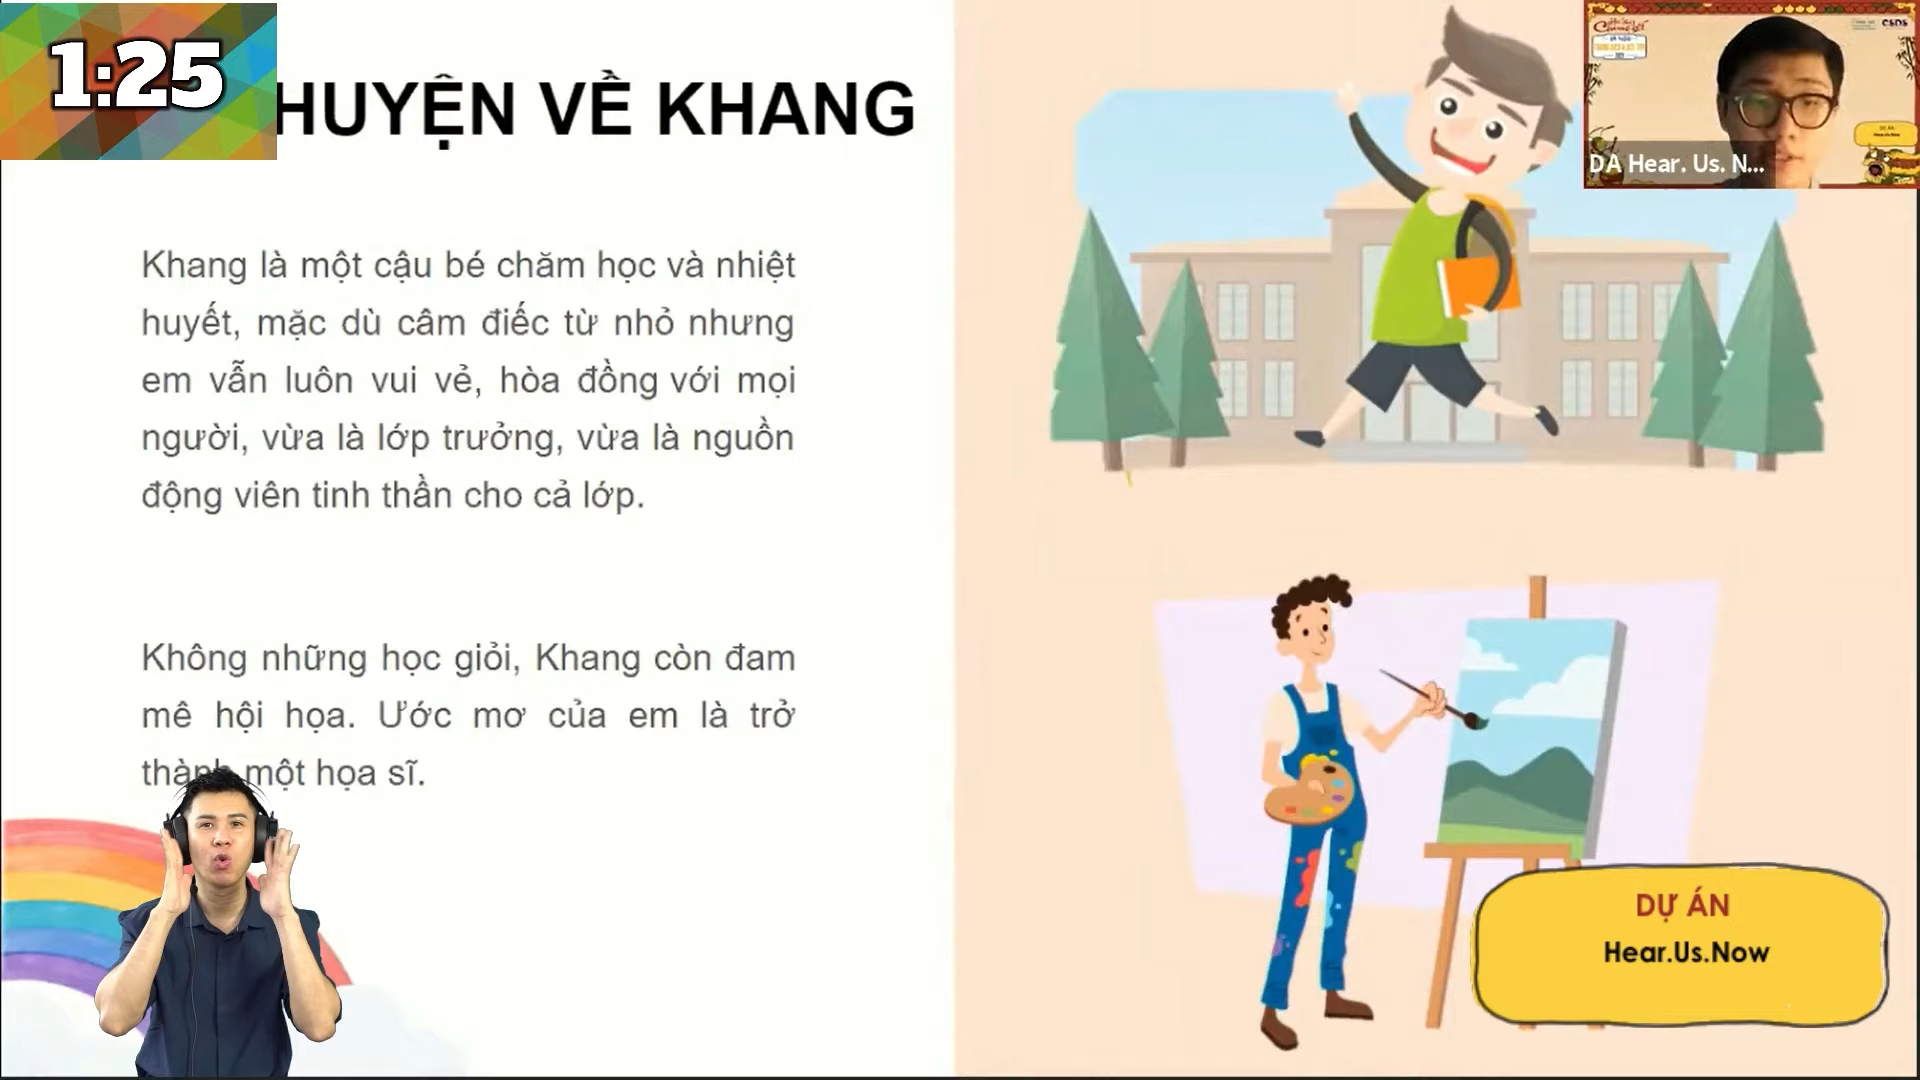 1:25
HUYỆN VỀ KHANG
DA Hear. Us. N...
Khang là một cậu bé chăm học và nhiệt
huyết, mặc dù câm điếc từ nhỏ nhưng
em vẫn luôn vui vẻ, hòa đồng với mọi
người, vừa là lớp trưởng, vừa là nguồn
động viên tinh thần cho cả lớp.
Không những học giỏi, Khang còn đam
mê hội họa. Ước mơ của em là trở
thành một họa sĩ.
DỰ ÁN
Hear.Us.Now